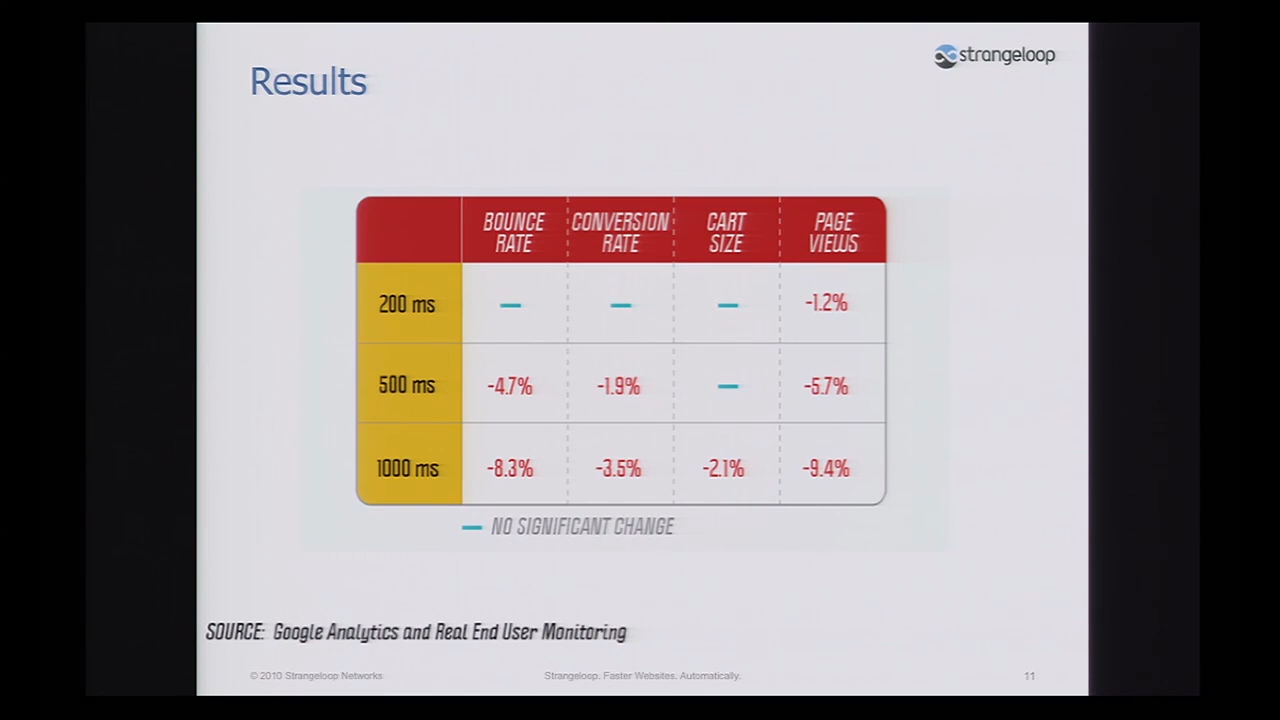 strangeloop
Results
BOUNCE RATE CONVERSION RATE CART SIZE PAGE VIEWS
200 ms — — — -1.2%
500 ms -4.7% -1.9% — -5.7%
1000 ms -8.3% -3.5% -2.1% -9.4%
— NO SIGNIFICANT CHANGE
SOURCE: Google Analytics and Real End User Monitoring
© 2010 Strangeloop Networks Strangeloop. Faster Websites. Automatically. 11